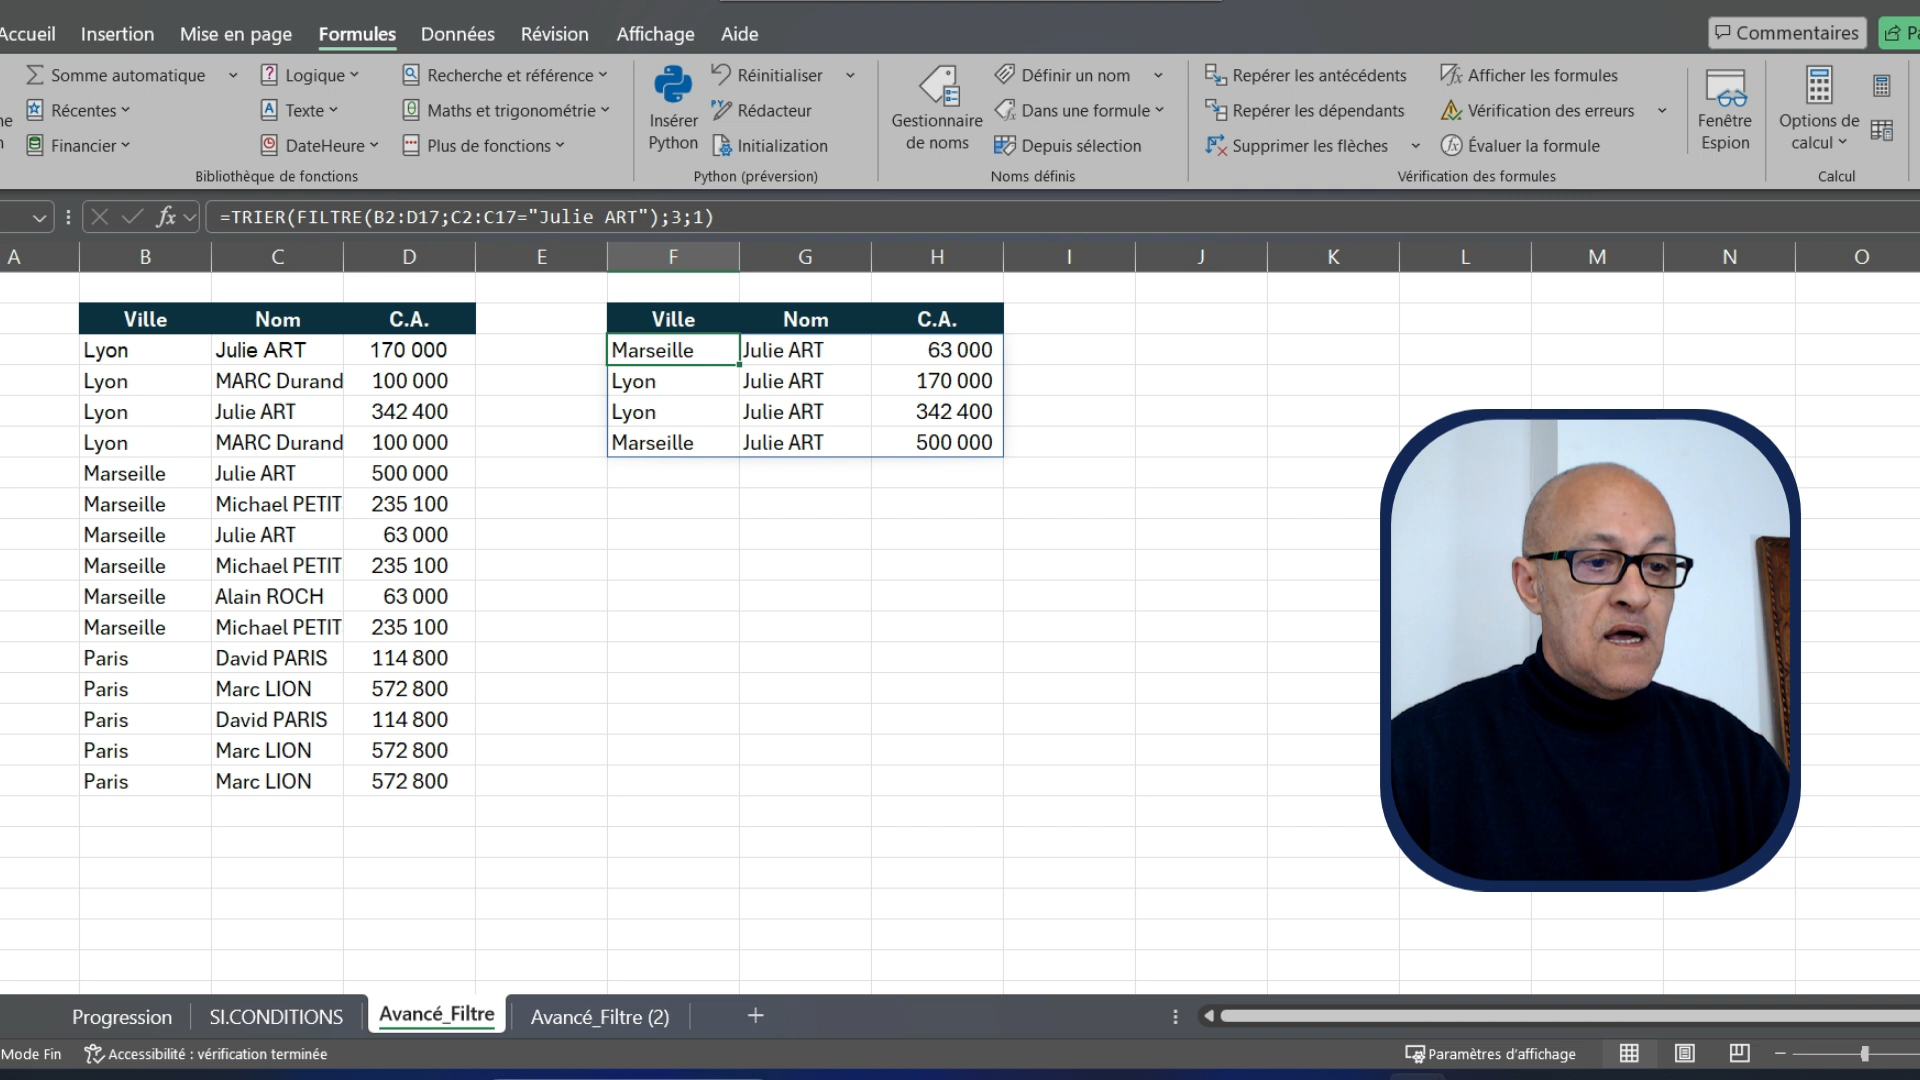 Accueil Insertion Mise en page Formules Données Révision Affichage Aide Commentaires
Somme automatique Logique Recherche et référence Réinitialiser Définir un nom Repérer les antécédents Afficher les formules
Récentes Texte Maths et trigonométrie Insérer Python Rédacteur Gestionnaire de noms Dans une formule Repérer les dépendants Vérification des erreurs Fenêtre Espion Options de calcul
Financier DateHeure Plus de fonctions Initialization Depuis sélection Supprimer les flèches Évaluer la formule
Bibliothèque de fonctions Python (préversion) Noms définis Vérification des formules Calcul
fx =TRIER(FILTRE(B2:D17;C2:C17="Julie ART");3;1)
A B C D E F G H I J K L M N O
Ville Nom C.A. Ville Nom C.A.
Lyon Julie ART 170 000 Marseille Julie ART 63 000
Lyon MARC Durand 100 000 Lyon Julie ART 170 000
Lyon Julie ART 342 400 Lyon Julie ART 342 400
Lyon MARC Durand 100 000 Marseille Julie ART 500 000
Marseille Julie ART 500 000
Marseille Michael PETIT 235 100
Marseille Julie ART 63 000
Marseille Michael PETIT 235 100
Marseille Alain ROCH 63 000
Marseille Michael PETIT 235 100
Paris David PARIS 114 800
Paris Marc LION 572 800
Paris David PARIS 114 800
Paris Marc LION 572 800
Paris Marc LION 572 800
Progression SI.CONDITIONS Avancé_Filtre Avancé_Filtre (2) +
Mode Fin Accessibilité : vérification terminée Paramètres d'affichage